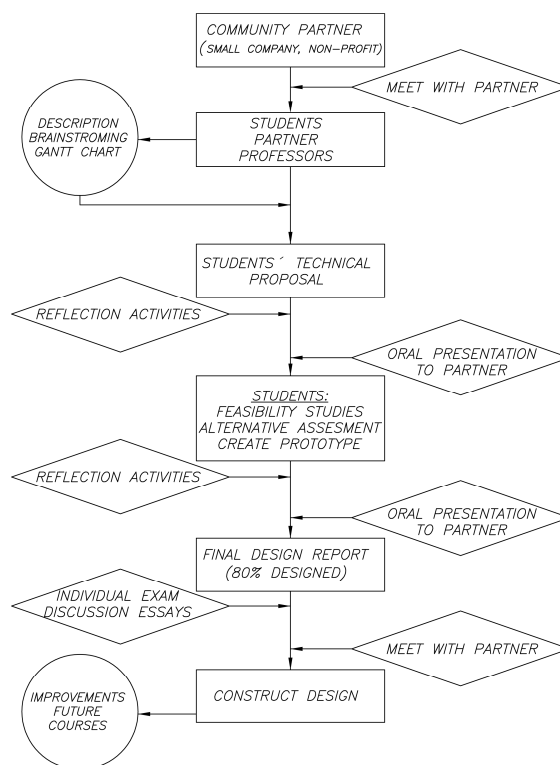 COMMUNITY PARTNER
(SMALL COMPANY, NON-PROFIT)
MEET WITH PARTNER
DESCRIPTION
BRAINSTROMING
GANTT CHART
STUDENTS
PARTNER
PROFESSORS
STUDENTS´ TECHNICAL
PROPOSAL
REFLECTION ACTIVITIES
ORAL PRESENTATION
TO PARTNER
STUDENTS:
FEASIBILITY STUDIES
ALTERNATIVE ASSESMENT
CREATE PROTOTYPE
REFLECTION ACTIVITIES
ORAL PRESENTATION
TO PARTNER
FINAL DESIGN REPORT
(80% DESIGNED)
INDIVIDUAL EXAM
DISCUSSION ESSAYS
MEET WITH PARTNER
CONSTRUCT DESIGN
IMPROVEMENTS
FUTURE
COURSES